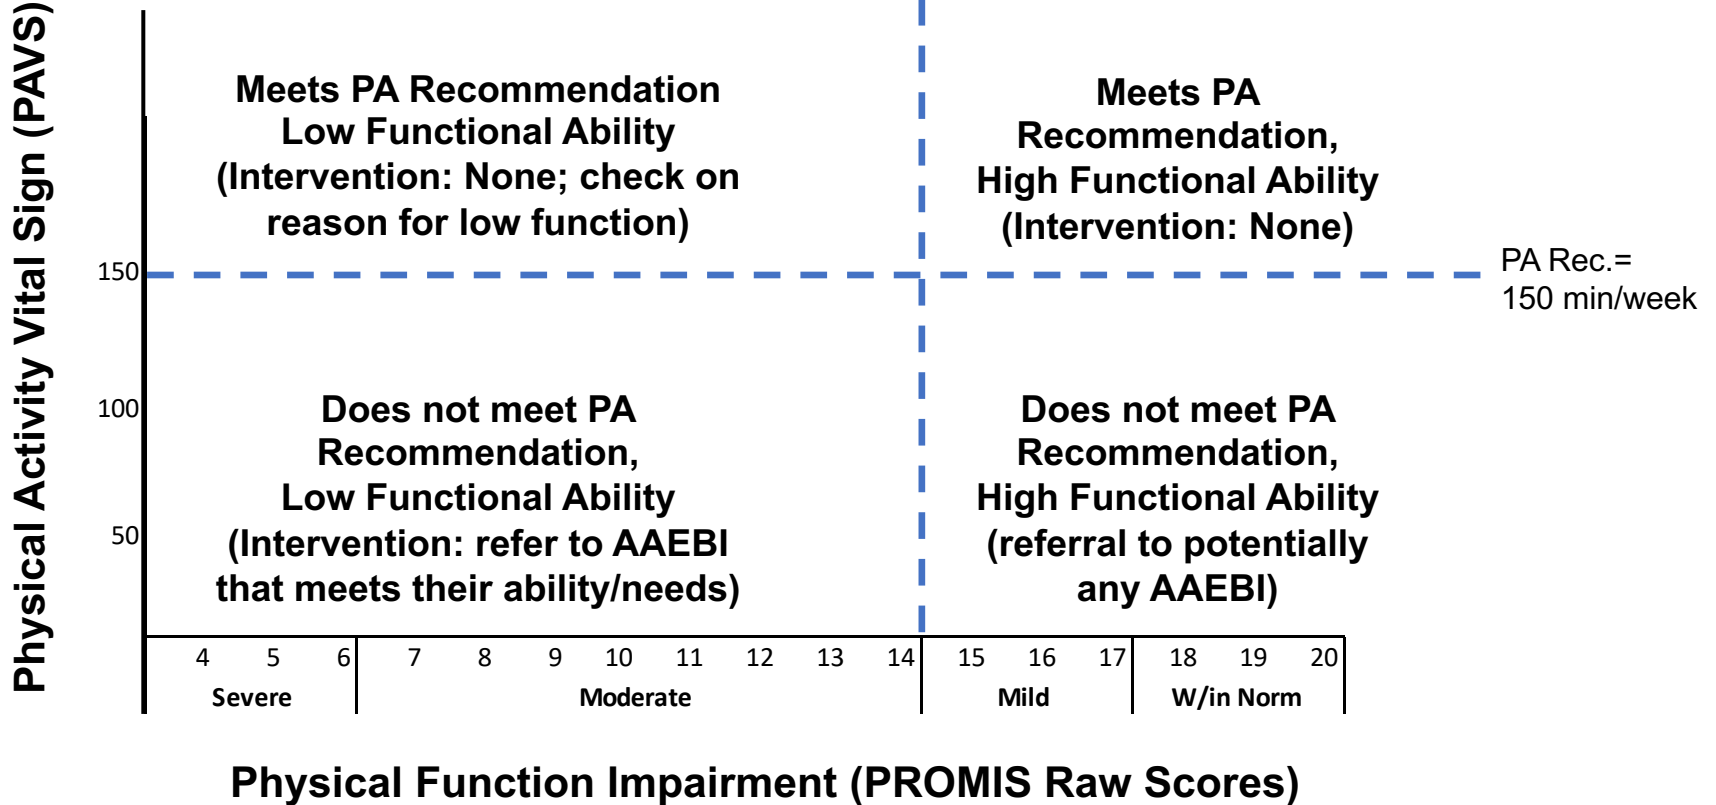 Physical Activity Vital Sign (PAVS)
Meets PA Recommendation
Low Functional Ability
(Intervention: None; check on
reason for low function)
Meets PA
Recommendation,
High Functional Ability
(Intervention: None)
150
PA Rec.=
150 min/week
100
50
Does not meet PA
Recommendation,
Low Functional Ability
(Intervention: refer to AAEBI
that meets their ability/needs)
Does not meet PA
Recommendation,
High Functional Ability
(referral to potentially
any AAEBI)
4 5 6 7 8 9 10 11 12 13 14 15 16 17 18 19 20
Severe Moderate Mild W/in Norm
Physical Function Impairment (PROMIS Raw Scores)